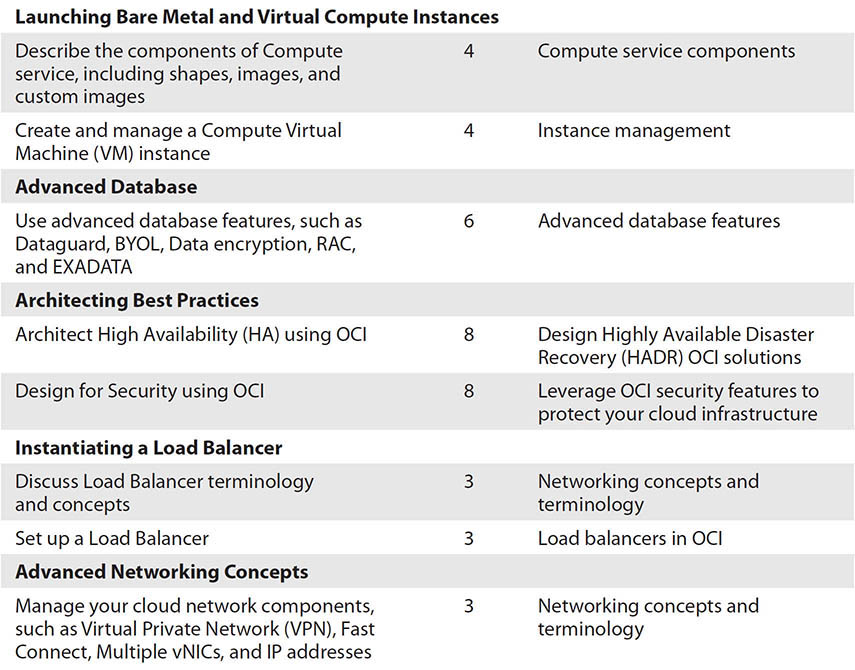 Launching Bare Metal and Virtual Compute Instances
Describe the components of Compute 4 Compute service components
service, including shapes, images, and
custom images
Create and manage a Compute Virtual 4 Instance management
Machine (VM) instance
Advanced Database
Use advanced database features, such as 6 Advanced database features
Dataguard, BYOL, Data encryption, RAC,
and EXADATA
Architecting Best Practices
Architect High Availability (HA) using OCI 8 Design Highly Available Disaster
Recovery (HADR) OCI solutions
Design for Security using OCI 8 Leverage OCI security features to
protect your cloud infrastructure
Instantiating a Load Balancer
Discuss Load Balancer terminology 3 Networking concepts and
and concepts terminology
Set up a Load Balancer 3 Load balancers in OCI
Advanced Networking Concepts
Manage your cloud network components, 3 Networking concepts and
such as Virtual Private Network (VPN), Fast terminology
Connect, Multiple vNICs, and IP addresses